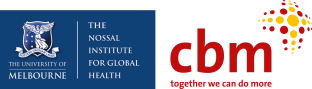 THE UNIVERSITY OF
MELBOURNE
THE
NOSSAL
INSTITUTE
FOR GLOBAL
HEALTH
cbm
together we can do more